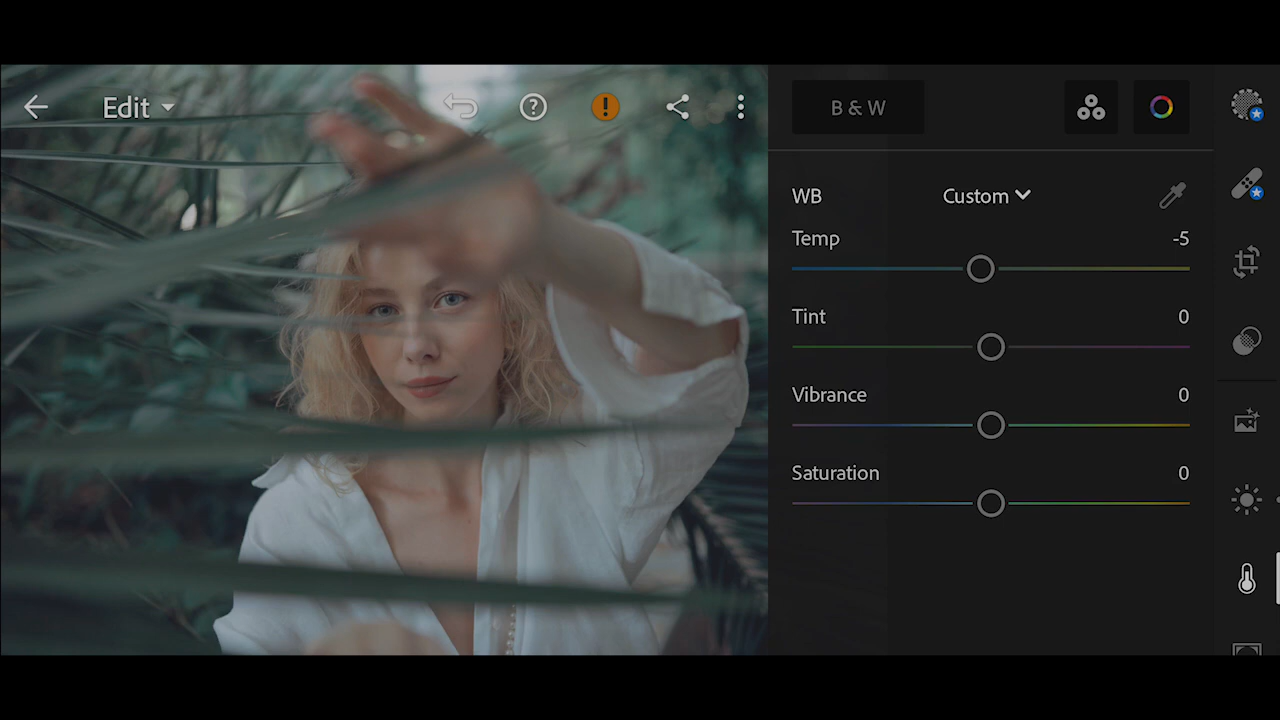 Edit
B & W
WB Custom
Temp -5
Tint 0
Vibrance 0
Saturation 0